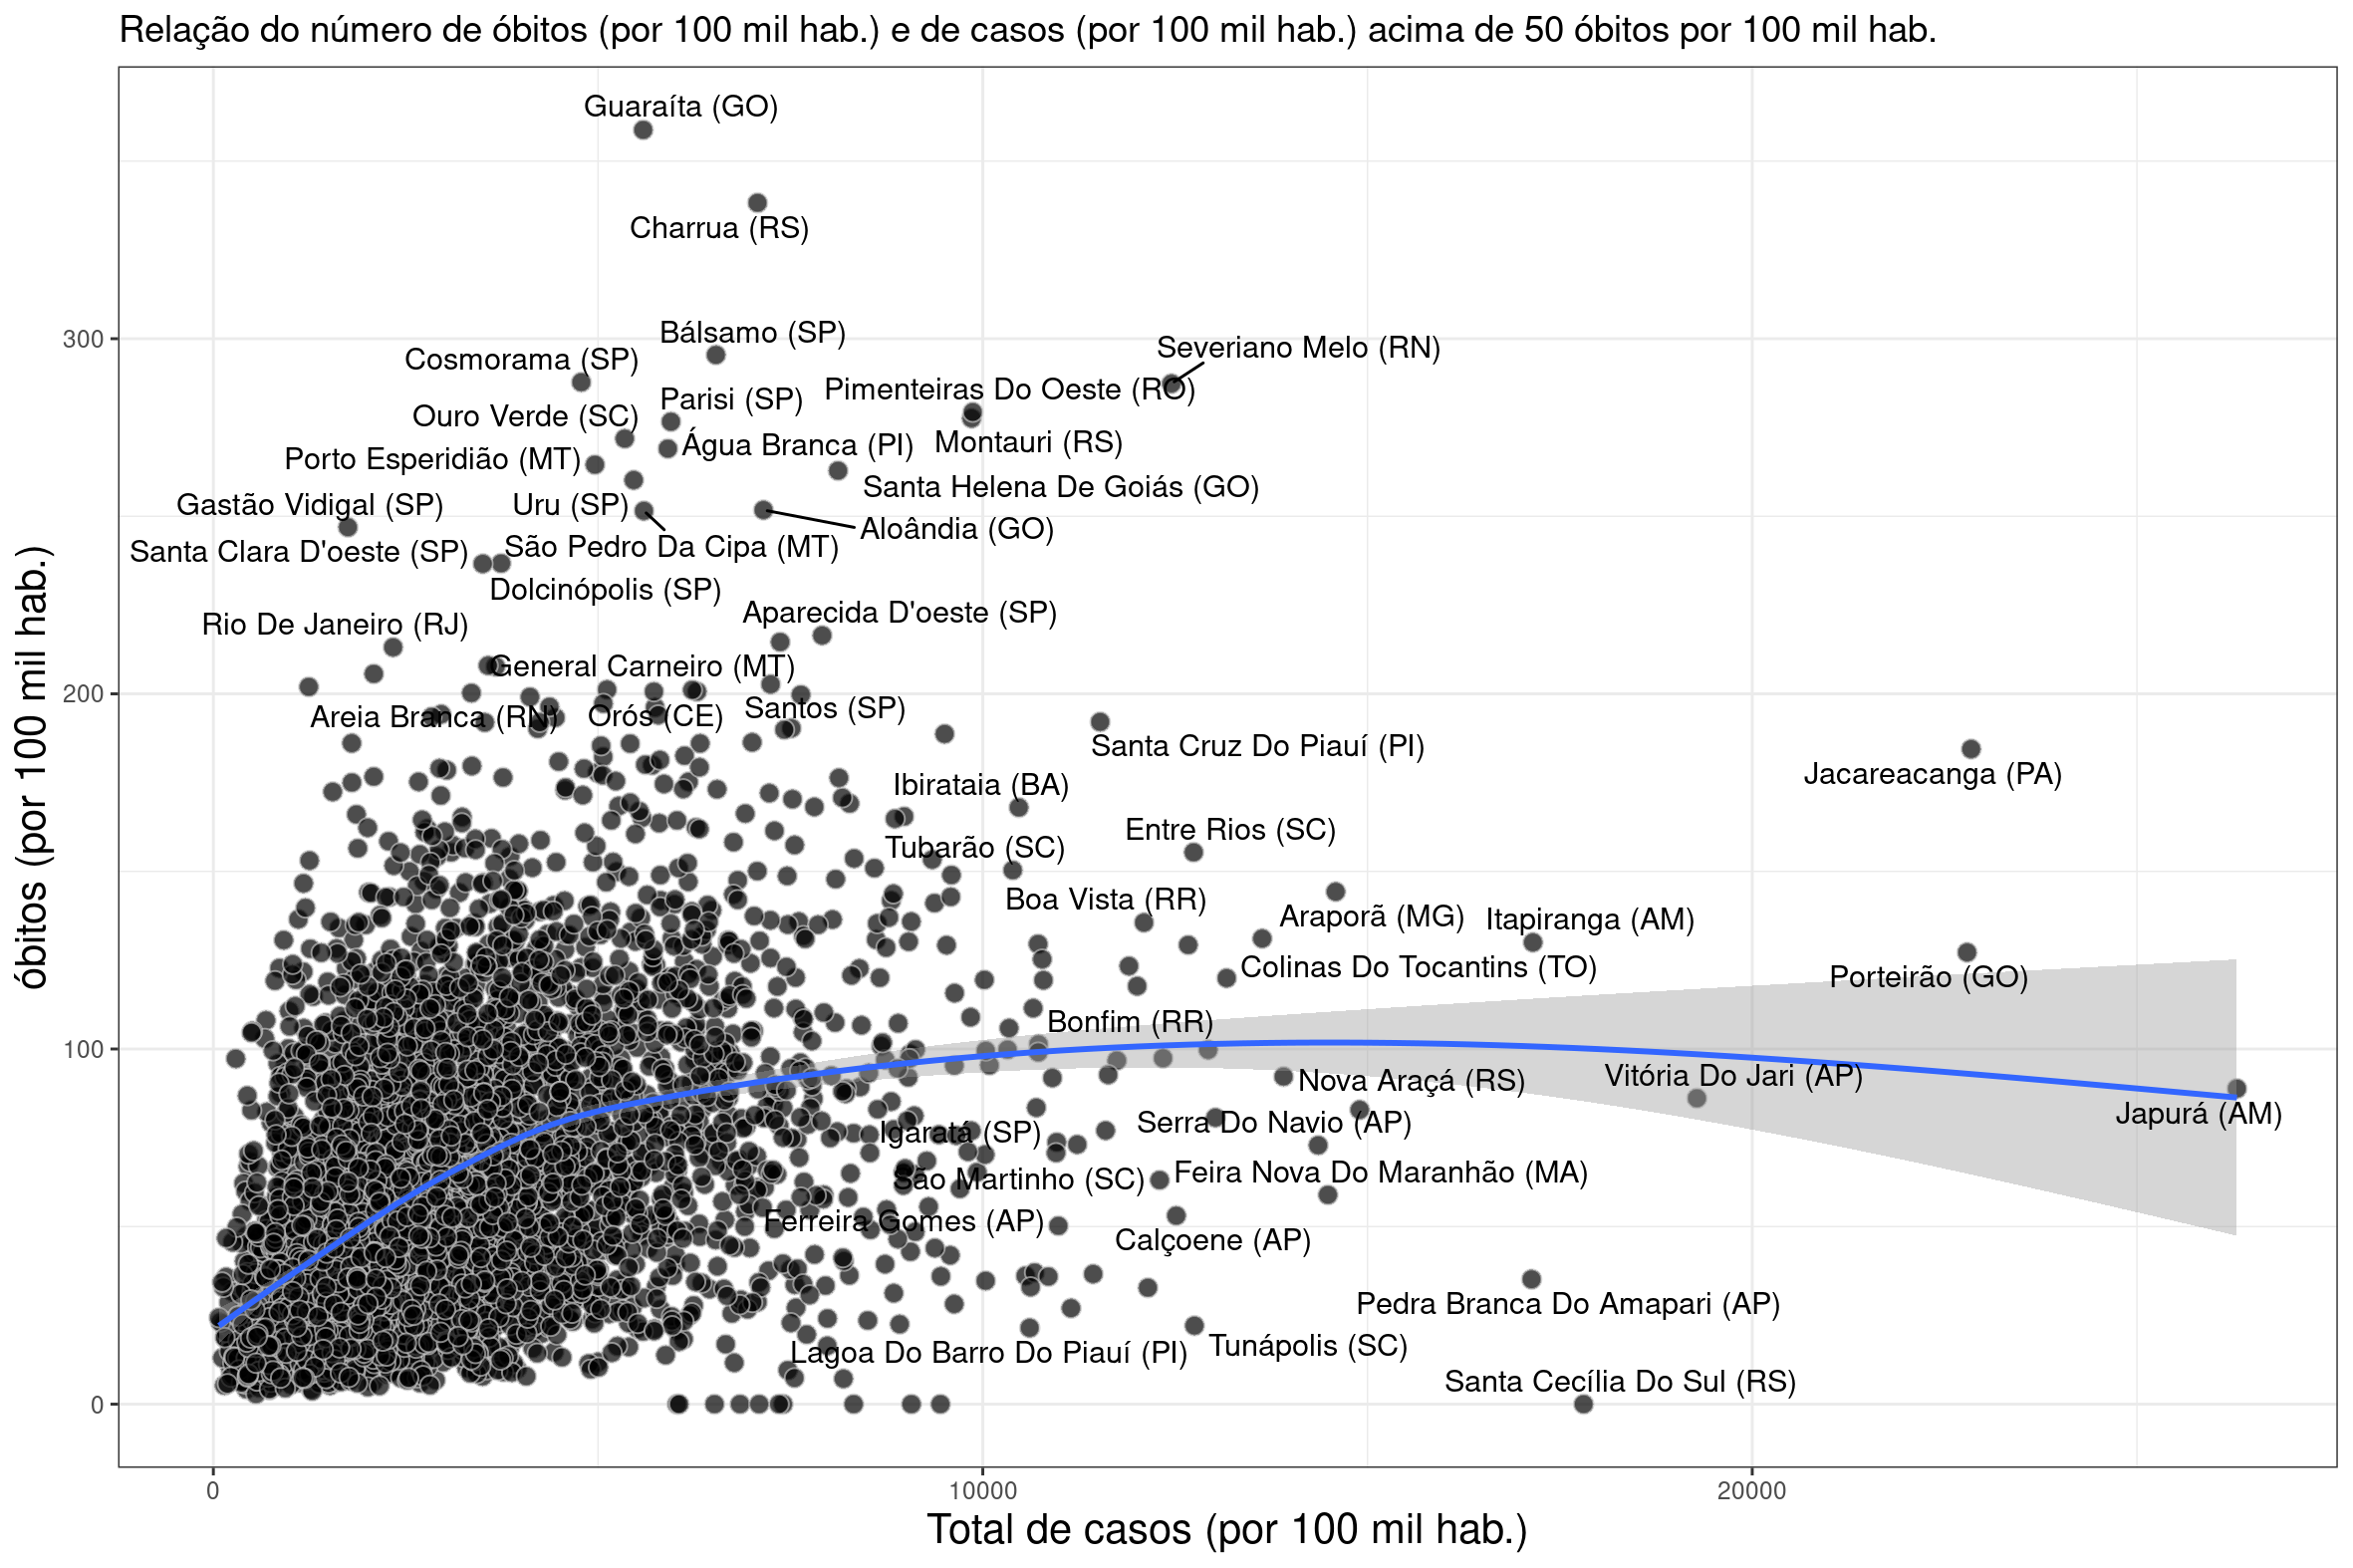 Relação do número de óbitos (por 100 mil hab.) e de casos (por 100 mil hab.) acima de 50 óbitos por 100 mil hab.
Guaraíta (GO)
Charrua (RS)
Bálsamo (SP)
Severiano Melo (RN)
Cosmorama (SP)
Pimenteiras Do Oeste (RO)
Parisi (SP)
Ouro Verde (SC)
Água Branca (PI)
Montauri (RS)
Porto Esperidião (MT)
Santa Helena De Goiás (GO)
Gastão Vidigal (SP)
Uru (SP)
Aloândia (GO)
Santa Clara D'oeste (SP)
São Pedro Da Cipa (MT)
Dolcinópolis (SP)
Aparecida D'oeste (SP)
Rio De Janeiro (RJ)
General Carneiro (MT)
Areia Branca (RN)
Orós (CE)
Santos (SP)
Santa Cruz Do Piauí (PI)
Jacareacanga (PA)
Ibirataia (BA)
Entre Rios (SC)
Tubarão (SC)
Boa Vista (RR)
Araporã (MG)
Itapiranga (AM)
Colinas Do Tocantins (TO)
Porteirão (GO)
Bonfim (RR)
Nova Araçá (RS)
Vitória Do Jari (AP)
Japurá (AM)
Serra Do Navio (AP)
Igaratá (SP)
São Martinho (SC)
Feira Nova Do Maranhão (MA)
Ferreira Gomes (AP)
Calçoene (AP)
Pedra Branca Do Amapari (AP)
Lagoa Do Barro Do Piauí (PI)
Tunápolis (SC)
Santa Cecília Do Sul (RS)
300
200
100
0
óbitos (por 100 mil hab.)
0
10000
20000
Total de casos (por 100 mil hab.)